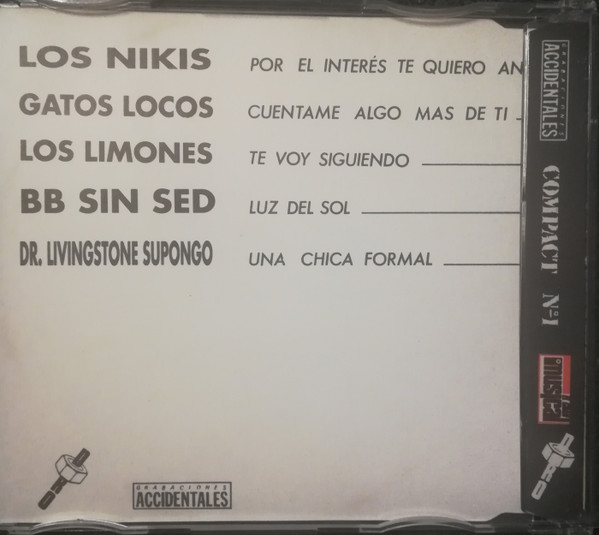 LOS NIKIS POR EL INTERÉS TE QUIERO AN
GATOS LOCOS CUENTAME ALGO MAS DE TI
LOS LIMONES TE VOY SIGUIENDO
BB SIN SED LUZ DEL SOL
DR. LIVINGSTONE SUPONGO UNA CHICA FORMAL
GRABACIONES
ACCIDENTALES
GRABACIONES
ACCIDENTALES
COMPACT Nº1